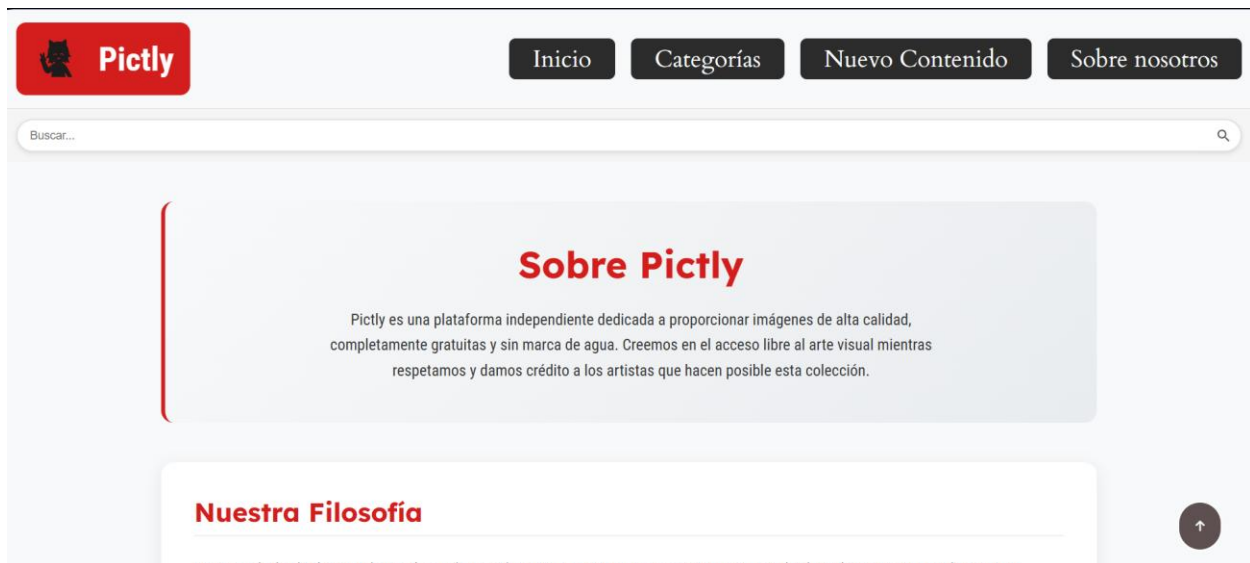 Pictly
Inicio
Categorías
Nuevo Contenido
Sobre nosotros
Buscar...
Sobre Pictly
Pictly es una plataforma independiente dedicada a proporcionar imágenes de alta calidad,
completamente gratuitas y sin marca de agua. Creemos en el acceso libre al arte visual mientras
respetamos y damos crédito a los artistas que hacen posible esta colección.
Nuestra Filosofía